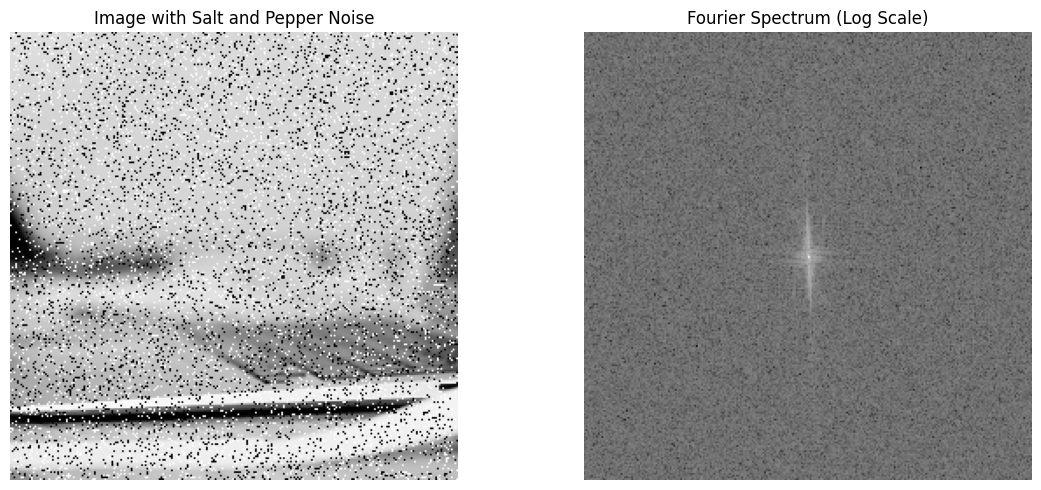 Image with Salt and Pepper Noise
Fourier Spectrum (Log Scale)